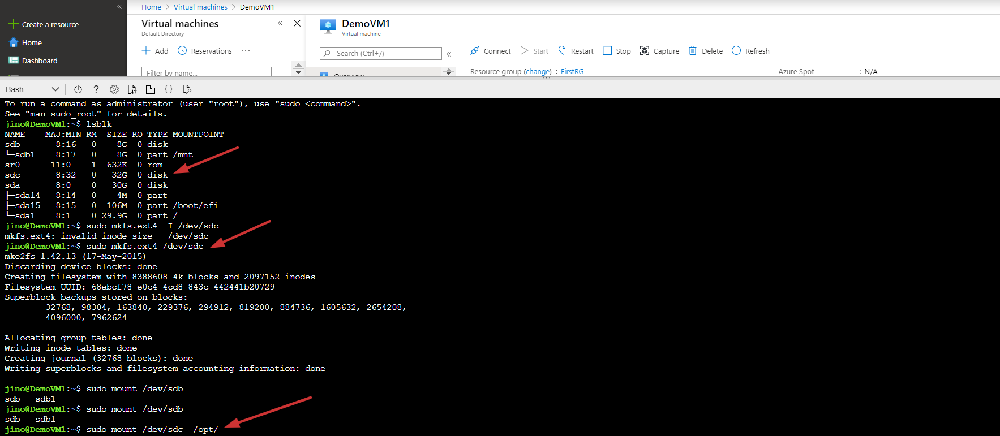 Home > Virtual machines > DemoVM1
« 
Create a resource
Home
Dashboard
Virtual machines « ×
Default Directory
+ Add Reservations ···
Filter by name...
DemoVM1
Virtual machine
Search (Ctrl+/) «
Overview
Connect Start Restart Stop Capture Delete Refresh
Resource group (change) : FirstRG
Azure Spot : N/A
Bash ? {}
To run a command as administrator (user "root"), use "sudo <command>".
See "man sudo_root" for details.
jino@DemoVM1:~$ lsblk
NAME    MAJ:MIN RM  SIZE RO TYPE MOUNTPOINT
sdb       8:16   0    8G  0 disk
└─sdb1    8:17   0    8G  0 part /mnt
sr0      11:0    1  632K  0 rom
sdc       8:32   0   32G  0 disk
sda       8:0    0   30G  0 disk
├─sda14   8:14   0    4M  0 part
├─sda15   8:15   0  106M  0 part /boot/efi
└─sda1    8:1    0 29.9G  0 part /
jino@DemoVM1:~$ sudo mkfs.ext4 -I /dev/sdc
mkfs.ext4: invalid inode size - /dev/sdc
jino@DemoVM1:~$ sudo mkfs.ext4 /dev/sdc
mke2fs 1.42.13 (17-May-2015)
Discarding device blocks: done
Creating filesystem with 8388608 4k blocks and 2097152 inodes
Filesystem UUID: 68ebcf78-e0c4-4cd8-843c-442441b20729
Superblock backups stored on blocks:
        32768, 98304, 163840, 229376, 294912, 819200, 884736, 1605632, 2654208,
        4096000, 7962624
Allocating group tables: done
Writing inode tables: done
Creating journal (32768 blocks): done
Writing superblocks and filesystem accounting information: done
jino@DemoVM1:~$ sudo mount /dev/sdb
sdb   sdb1
jino@DemoVM1:~$ sudo mount /dev/sdb
sdb   sdb1
jino@DemoVM1:~$ sudo mount /dev/sdc  /opt/